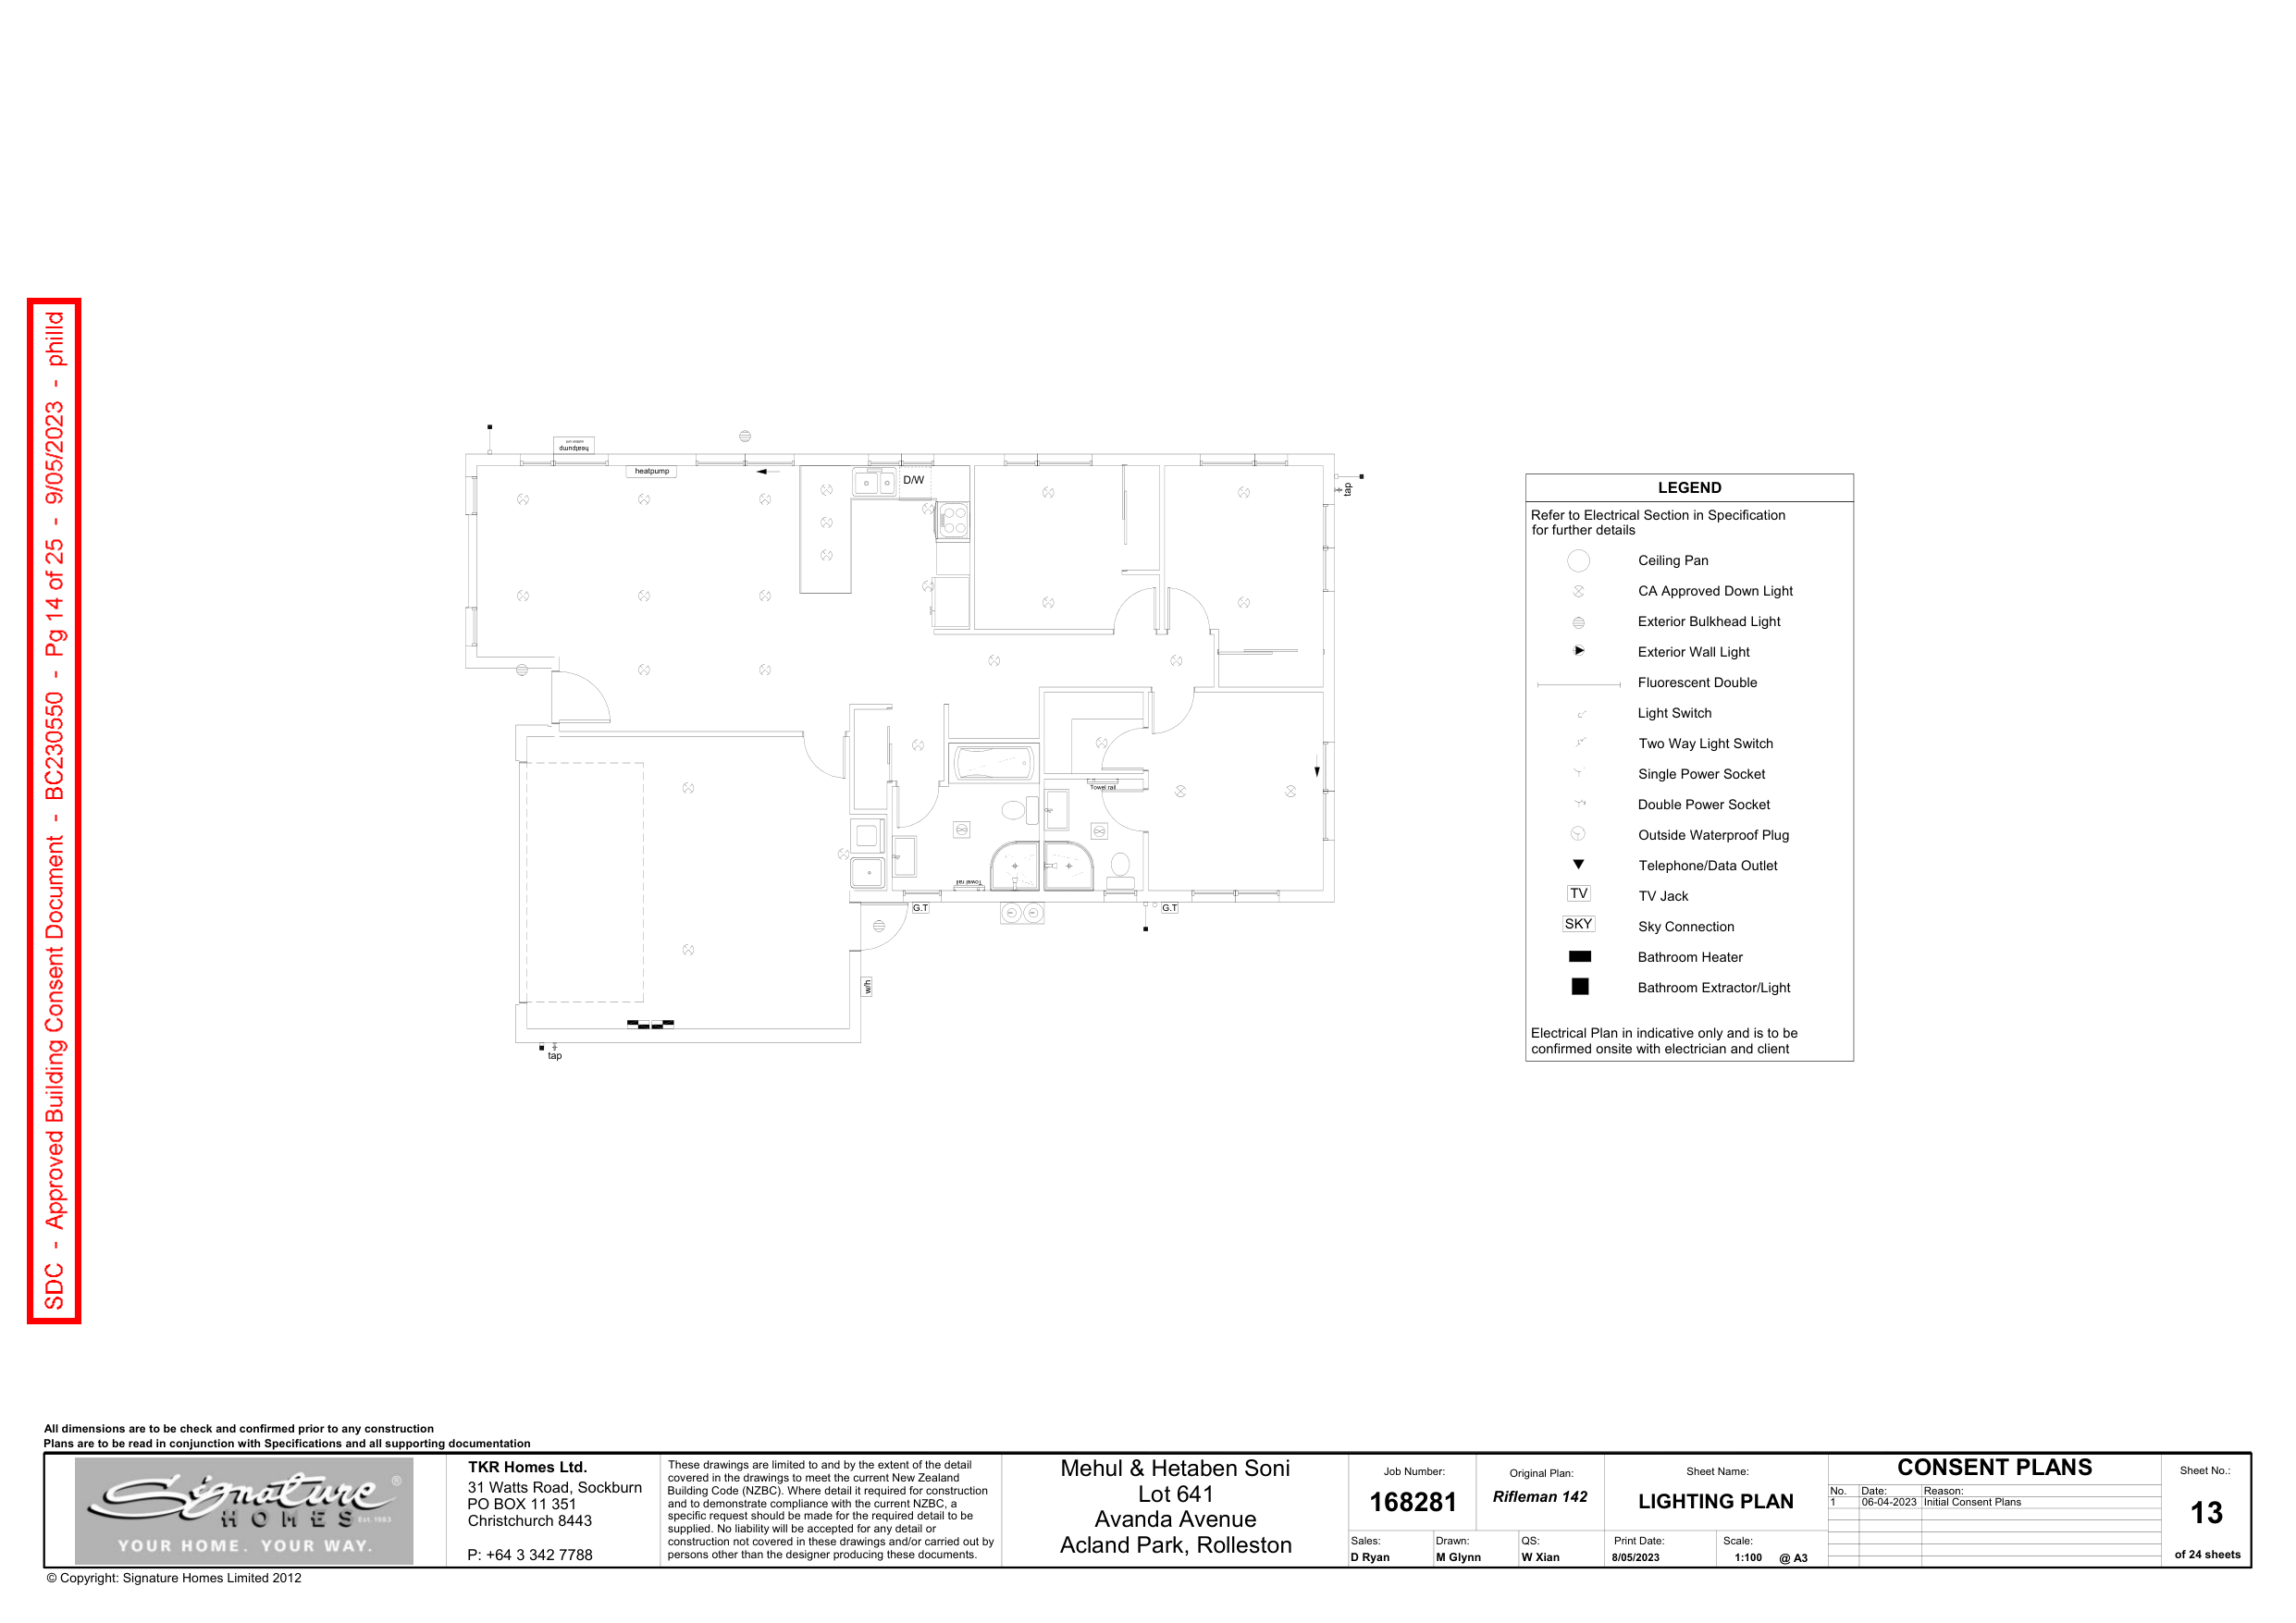 SDC - Approved Building Consent Document - BC230550 - Pg 14 of 25 - 9/05/2023 - philld
heatpump
heatpump
D/W
tap
Towel rail
Towel rail
G.T
G.T
w/h
tap
LEGEND
Refer to Electrical Section in Specification
for further details
Ceiling Pan
CA Approved Down Light
Exterior Bulkhead Light
Exterior Wall Light
Fluorescent Double
Light Switch
Two Way Light Switch
Single Power Socket
Double Power Socket
Outside Waterproof Plug
Telephone/Data Outlet
TV TV Jack
SKY Sky Connection
Bathroom Heater
Bathroom Extractor/Light
Electrical Plan in indicative only and is to be
confirmed onsite with electrician and client
All dimensions are to be check and confirmed prior to any construction
Plans are to be read in conjunction with Specifications and all supporting documentation
Signature ®
HOMES Est. 1983
YOUR HOME. YOUR WAY.
TKR Homes Ltd.
31 Watts Road, Sockburn
PO BOX 11 351
Christchurch 8443
P: +64 3 342 7788
These drawings are limited to and by the extent of the detail
covered in the drawings to meet the current New Zealand
Building Code (NZBC). Where detail it required for construction
and to demonstrate compliance with the current NZBC, a
specific request should be made for the required detail to be
supplied. No liability will be accepted for any detail or
construction not covered in these drawings and/or carried out by
persons other than the designer producing these documents.
Mehul & Hetaben Soni
Lot 641
Avanda Avenue
Acland Park, Rolleston
Job Number:
168281
Original Plan:
Rifleman 142
Sheet Name:
LIGHTING PLAN
Sales:
D Ryan
Drawn:
M Glynn
QS:
W Xian
Print Date:
8/05/2023
Scale:
1:100 @ A3
CONSENT PLANS
No. Date: Reason:
1 06-04-2023 Initial Consent Plans
Sheet No.:
13
of 24 sheets
© Copyright: Signature Homes Limited 2012